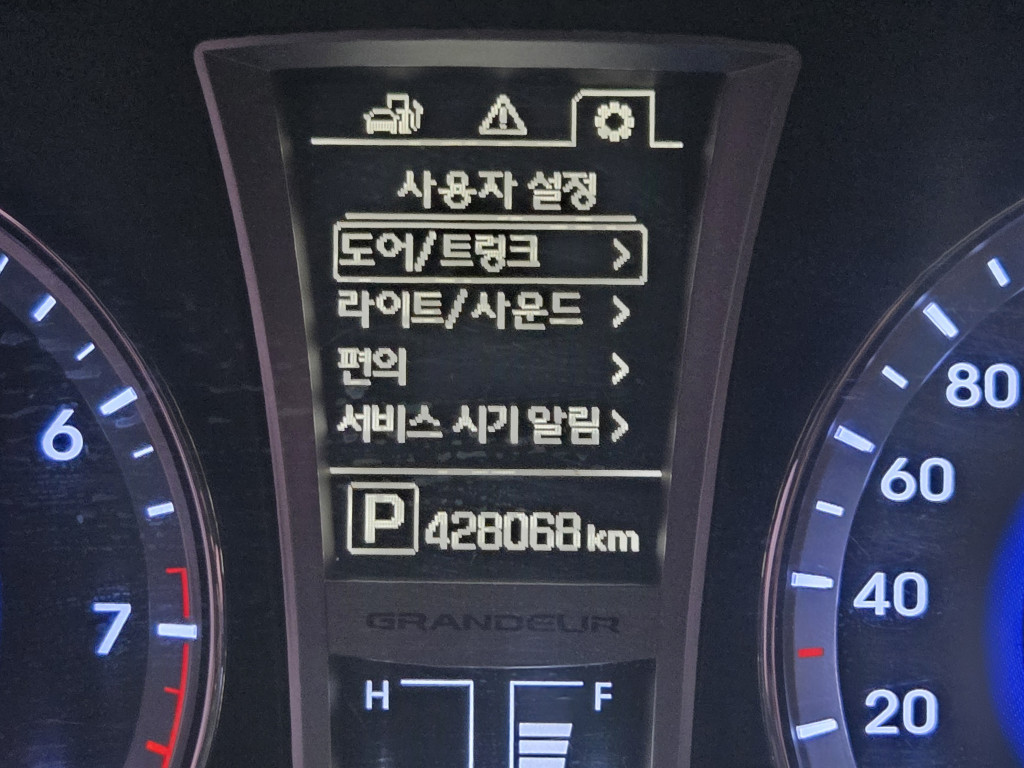 사용자 설정
도어/트렁크 >
라이트/사운드 >
편의 >
서비스 시기 알림 >
P 428068 km
GRANDEUR
H F
6
7
80
60
40
20